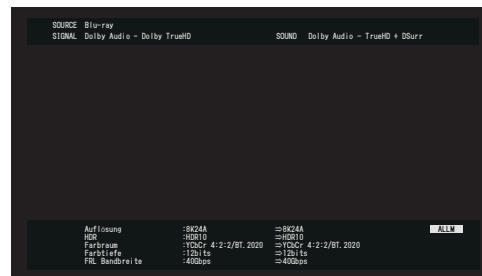 SOURCE Blu-ray
SIGNAL Dolby Audio - Dolby TrueHD SOUND Dolby Audio - TrueHD + DSurr
Auflosung :8K24A ⇒8K24A ALLM
HDR :HDR10 ⇒HDR10
Farbraum :YCbCr 4:2:2/BT.2020 ⇒YCbCr 4:2:2/BT.2020
Farbtiefe :12bits ⇒12bits
FRL Bandbreite :40Gbps ⇒40Gbps